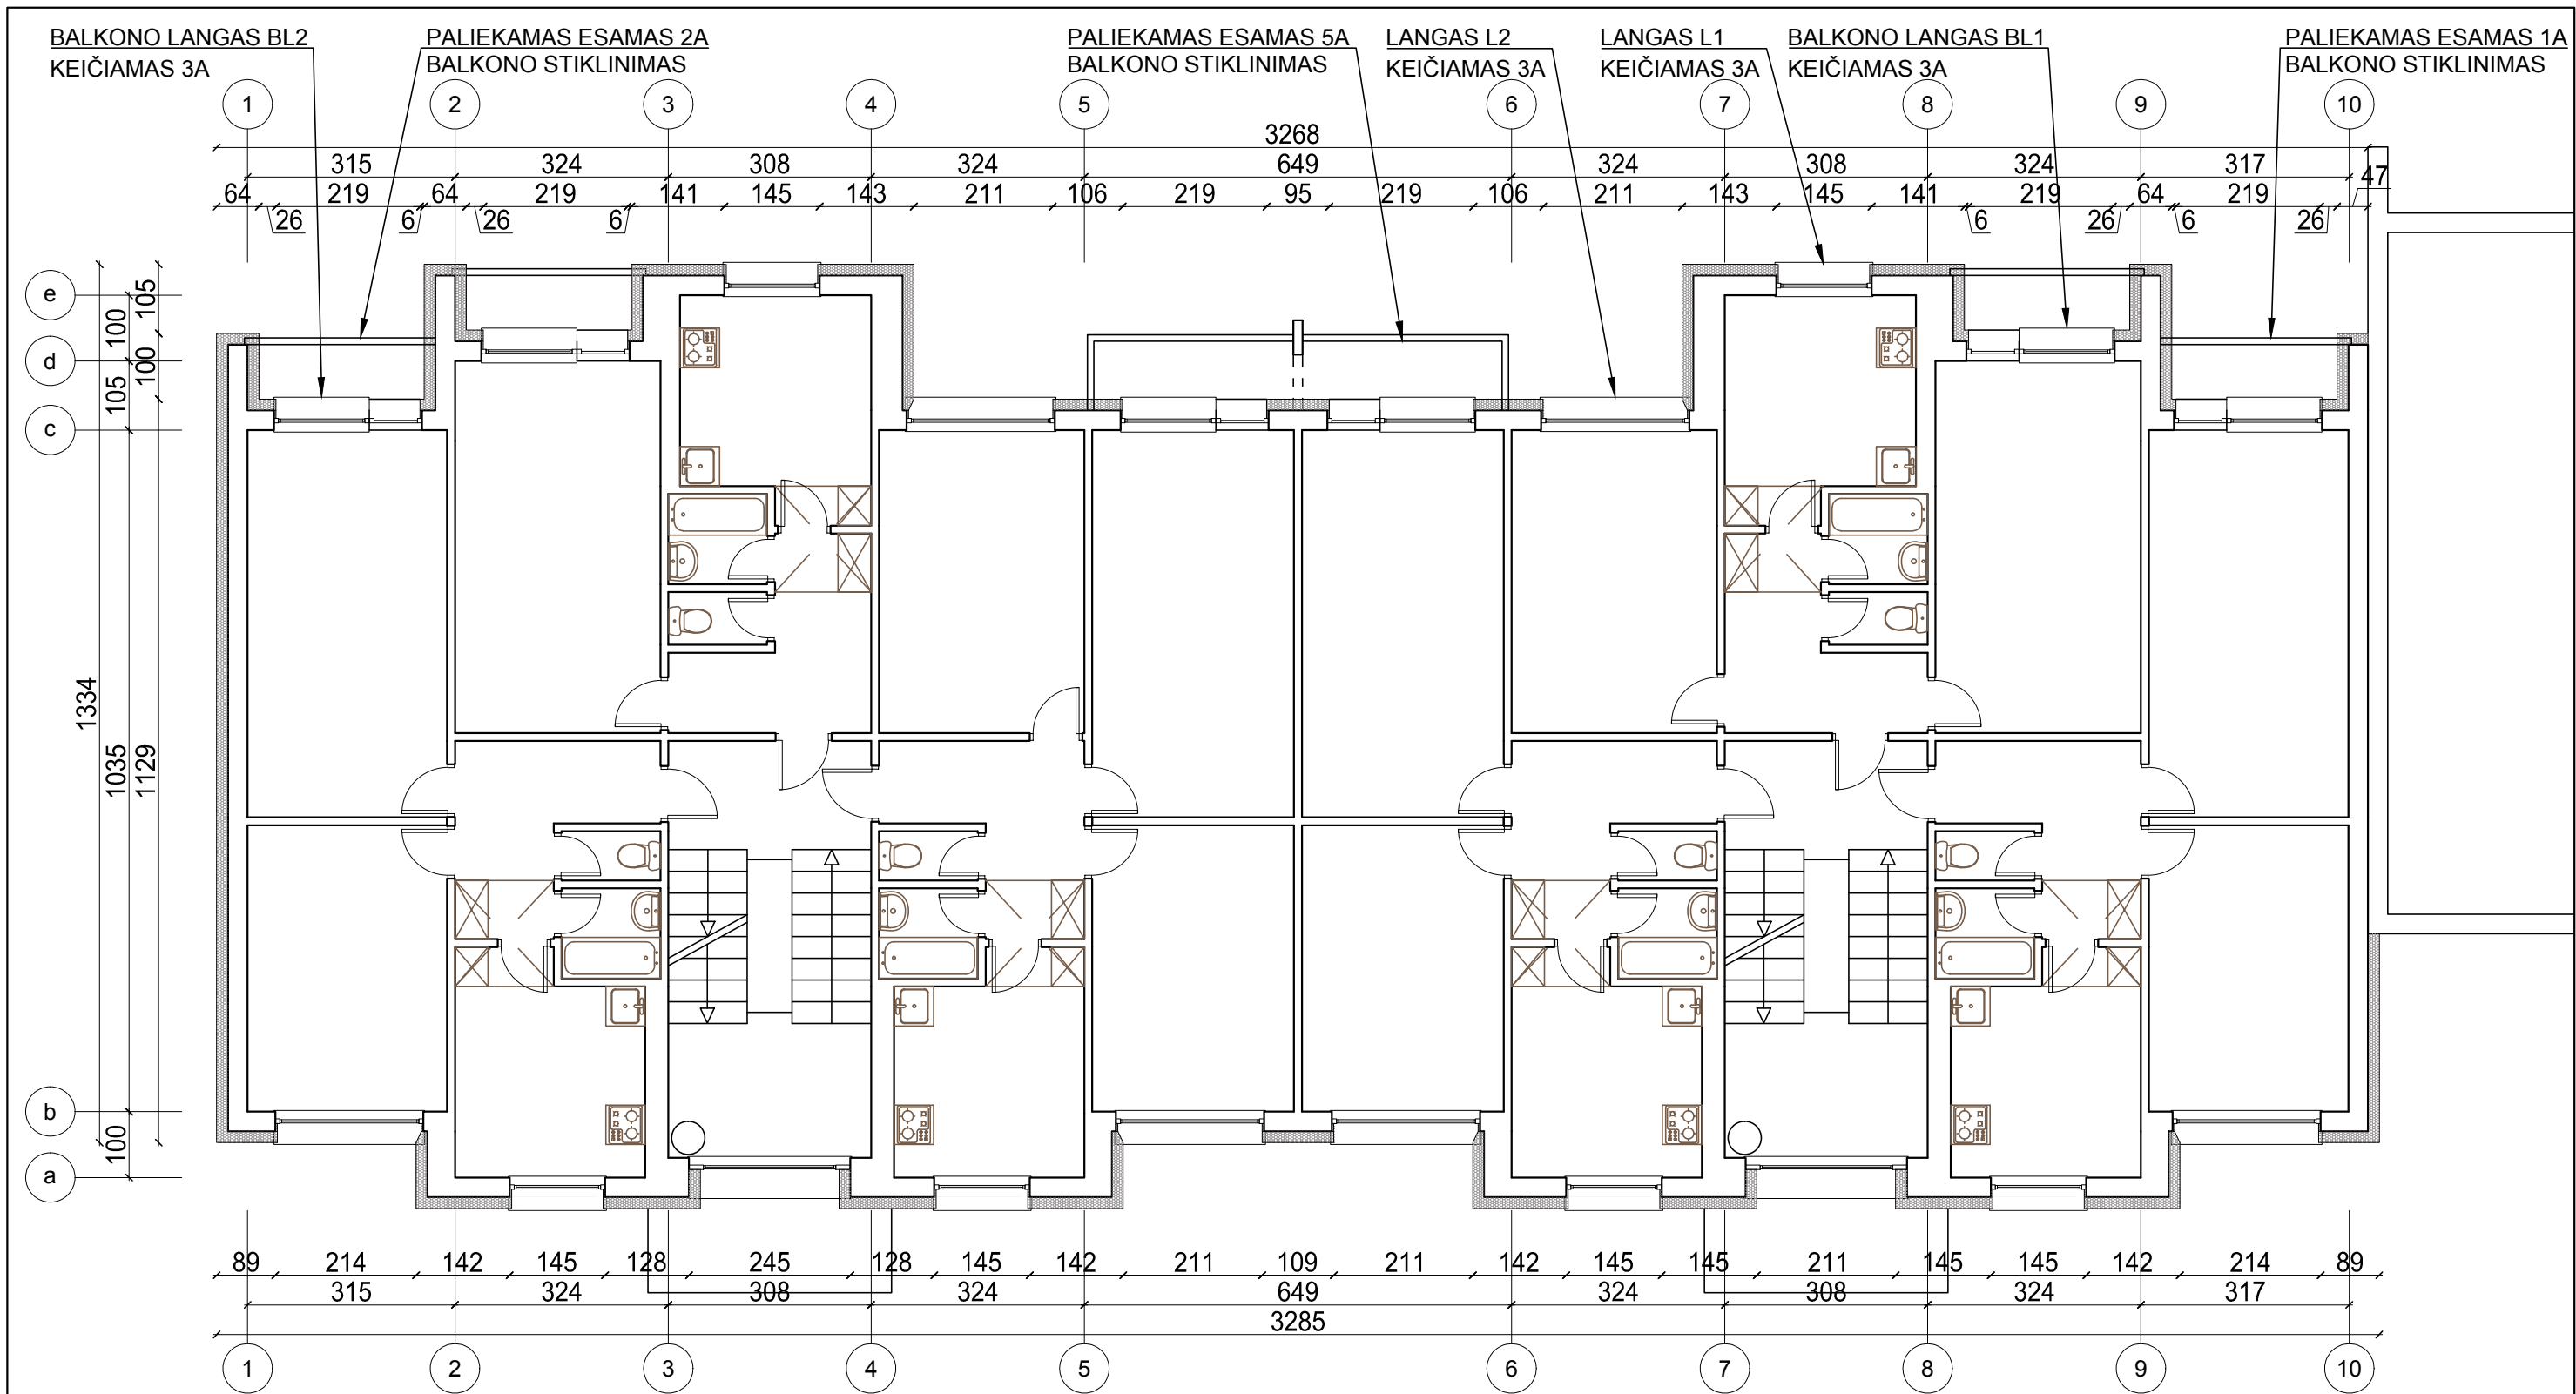 BALKONO LANGAS BL2
KEIČIAMAS 3A
PALIEKAMAS ESAMAS 2A
BALKONO STIKLINIMAS
PALIEKAMAS ESAMAS 5A
BALKONO STIKLINIMAS
LANGAS L2
KEIČIAMAS 3A
LANGAS L1
KEIČIAMAS 3A
BALKONO LANGAS BL1
KEIČIAMAS 3A
PALIEKAMAS ESAMAS 1A
BALKONO STIKLINIMAS
1 2 3 4 5 6 7 8 9 10
3268
315 324 308 324 649 324 308 324 317
64 219 64 219 141 145 143 211 106 219 95 219 106 211 143 145 141 219 64 219 47
26 6 26 6 6 26 6 26
e
d
c
b
a
1334
100
105
1035
100
105
100
1129
89 214 142 145 128 245 128 145 142 211 109 211 142 145 145 211 145 145 142 214 89
315 324 308 324 649 324 308 324 317
3285
1 2 3 4 5 6 7 8 9 10